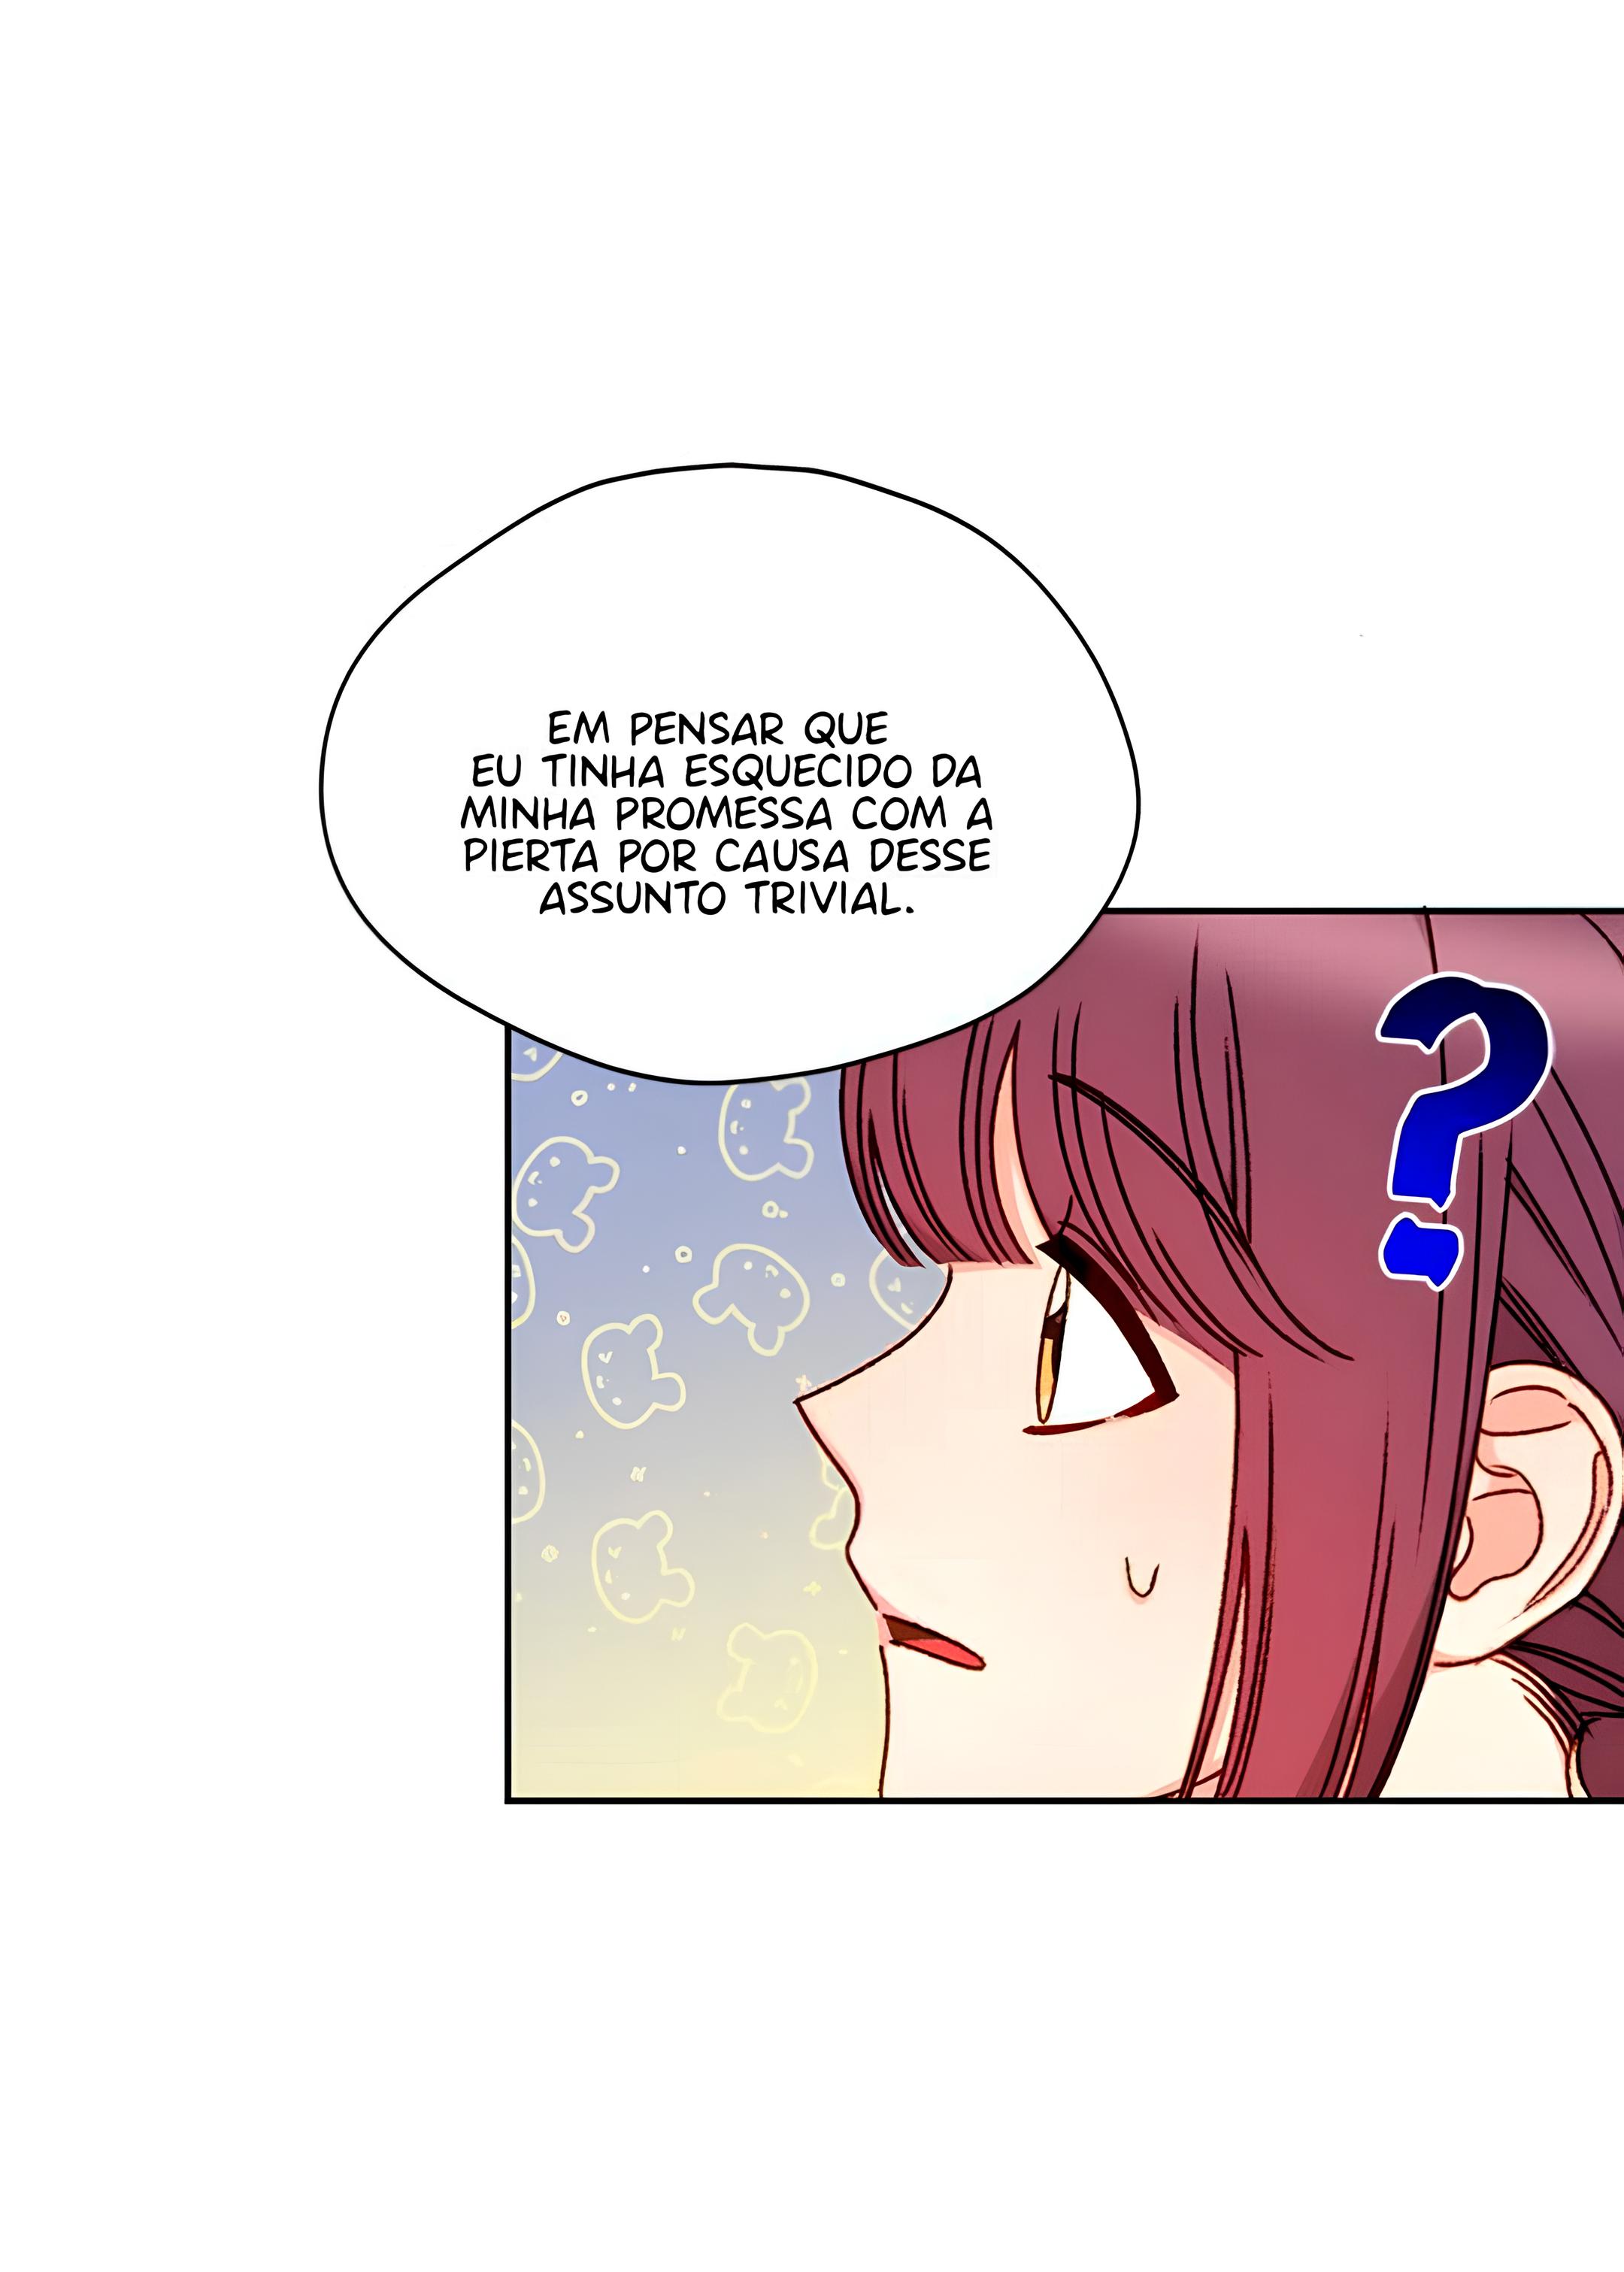 EM PENSAR QUE
EU TINHA ESQUECIDO DA
MINHA PROMESSA COM A
PIERTA POR CAUSA DESSE
ASSUNTO TRIVIAL.
?